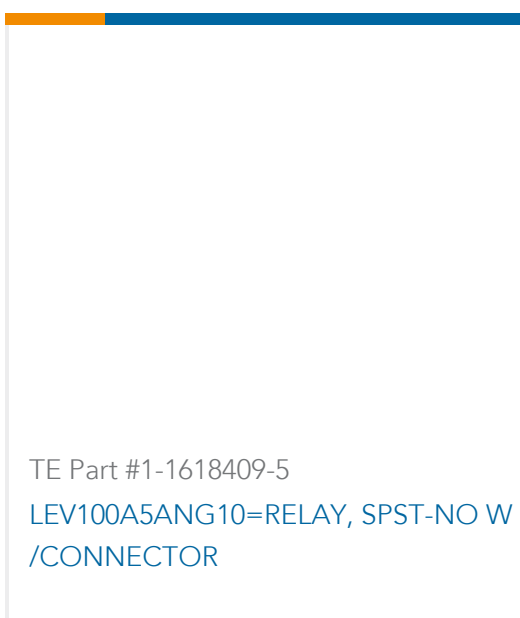 TE Part #1-1618409-5
LEV100A5ANG10=RELAY, SPST-NO W
/CONNECTOR